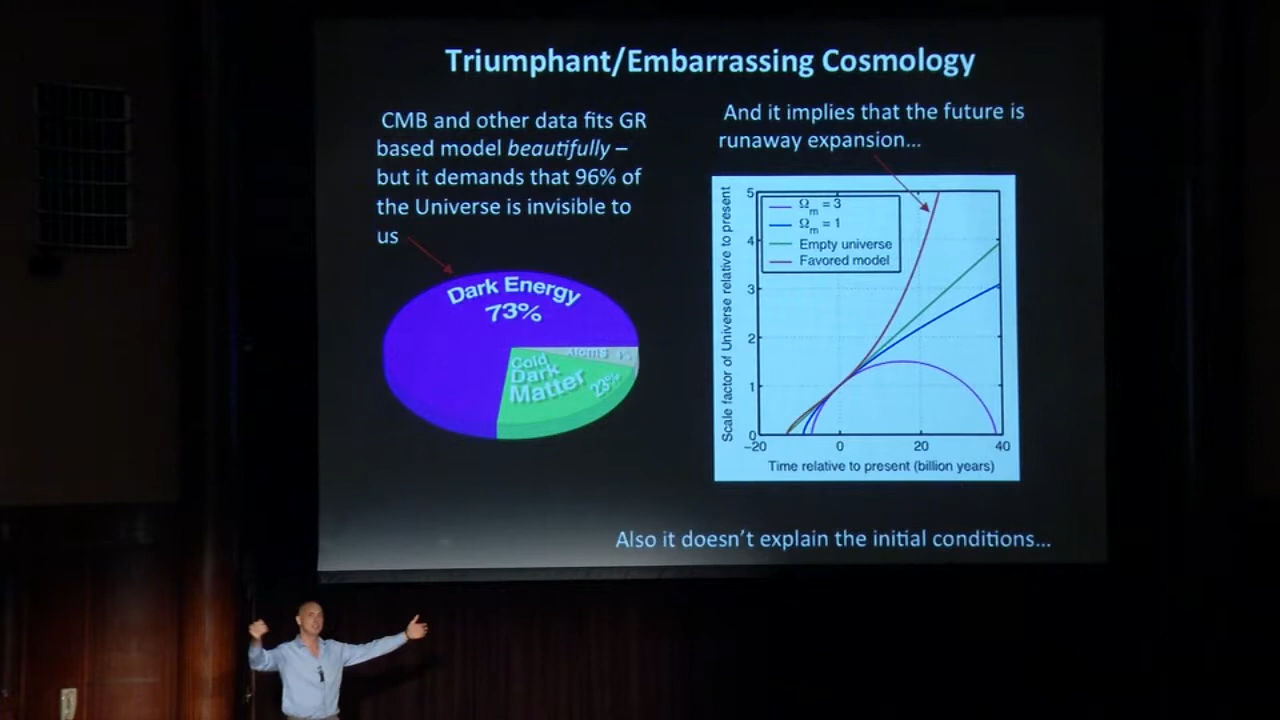 Triumphant/Embarrassing Cosmology
CMB and other data fits GR
based model beautifully –
but it demands that 96% of
the Universe is invisible to
us
Dark Energy
73%
Atoms 4%
Cold
Dark
Matter 23%
And it implies that the future is
runaway expansion...
Scale factor of Universe relative to present
5
4
3
2
1
0
Ωm = 3
Ωm = 1
Empty universe
Favored model
-20 0 20 40
Time relative to present (billion years)
Also it doesn't explain the initial conditions...